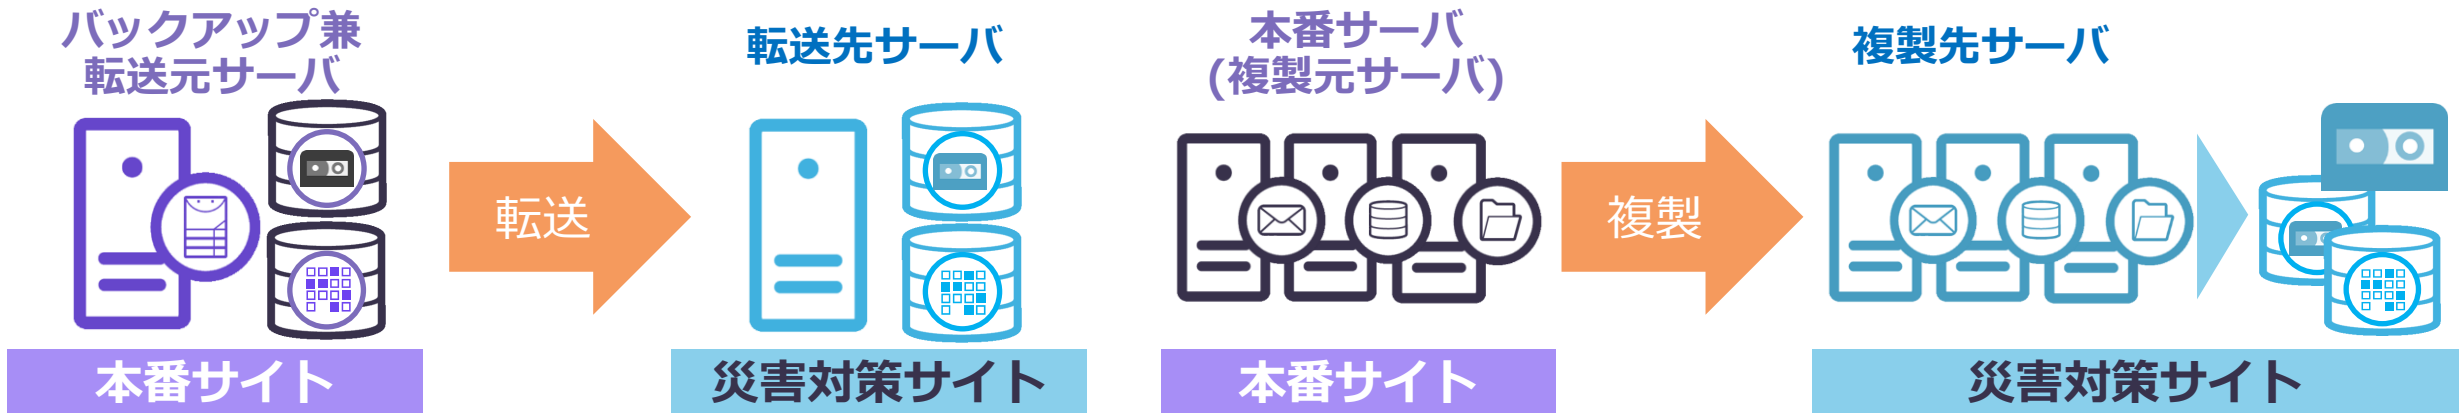 バックアップ兼
転送元サーバ
転送
転送先サーバ
本番サイト
災害対策サイト
本番サーバ
(複製元サーバ)
複製
複製先サーバ
本番サイト
災害対策サイト